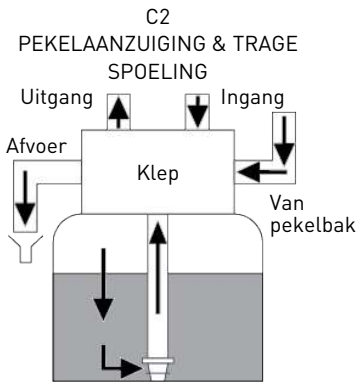 C2
PEKELAANZUIGING & TRAGE
SPOELING
Uitgang
Ingang
Afvoer
Klep
Van
pekelbak